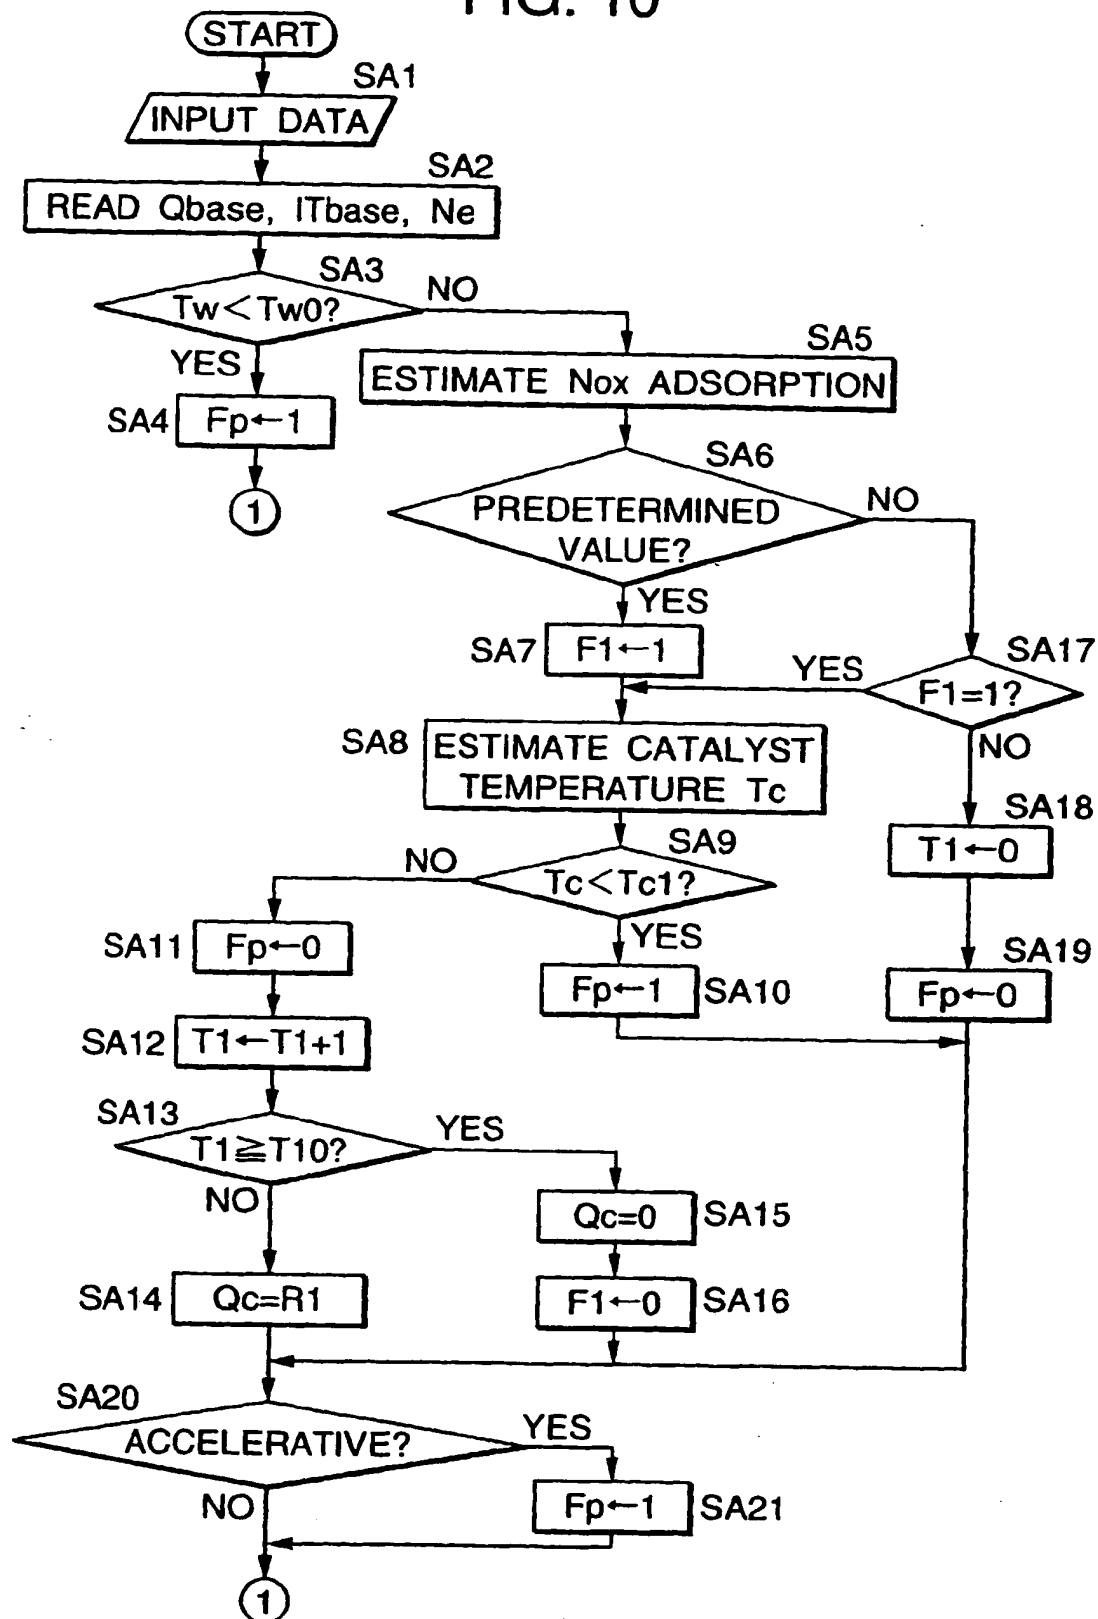 FIG. 10
START
SA1
INPUT DATA
SA2
READ Qbase, ITbase, Ne
SA3
Tw<Tw0?
NO
YES
SA4
Fp←1
1
SA5
ESTIMATE Nox ADSORPTION
SA6
PREDETERMINED
VALUE?
NO
YES
SA7
F1←1
SA17
F1=1?
YES
NO
SA8
ESTIMATE CATALYST
TEMPERATURE Tc
SA18
T1←0
SA9
Tc<Tc1?
NO
YES
SA11
Fp←0
Fp←1
SA10
SA19
Fp←0
SA12
T1←T1+1
SA13
T1≧T10?
YES
NO
Qc=0
SA15
SA14
Qc=R1
F1←0
SA16
SA20
ACCELERATIVE?
YES
NO
Fp←1
SA21
1